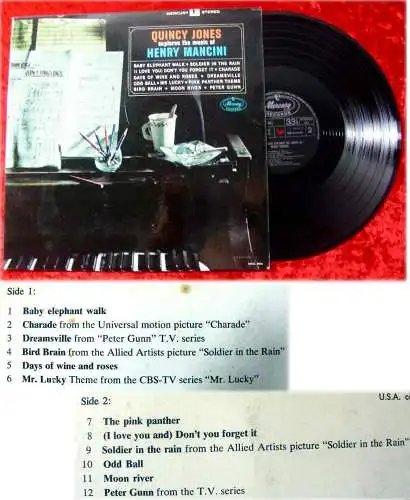 MERCURY STEREO
QUINCY JONES
explores the music of
HENRY MANCINI
BABY ELEPHANT WALK • SOLDIER IN THE RAIN
(I LOVE YOU) DON'T YOU FORGET IT • CHARADE
DAYS OF WINE AND ROSES • DREAMSVILLE
ODD BALL • MR. LUCKY • PINK PANTHER THEME
BIRD BRAIN • MOON RIVER • PETER GUNN
Mercury
Mercury
33⅓
2
Side 1:
1 Baby elephant walk
2 Charade from the Universal motion picture "Charade"
3 Dreamsville from "Peter Gunn" T.V. series
4 Bird Brain from the Allied Artists picture "Soldier in the Rain"
5 Days of wine and roses
6 Mr. Lucky Theme from the CBS-TV series "Mr. Lucky"
Side 2:
U.S.A.
7 The pink panther
8 (I love you and) Don't you forget it
9 Soldier in the rain from the Allied Artists picture "Soldier in the Rain"
10 Odd Ball
11 Moon river
12 Peter Gunn from the T.V. series